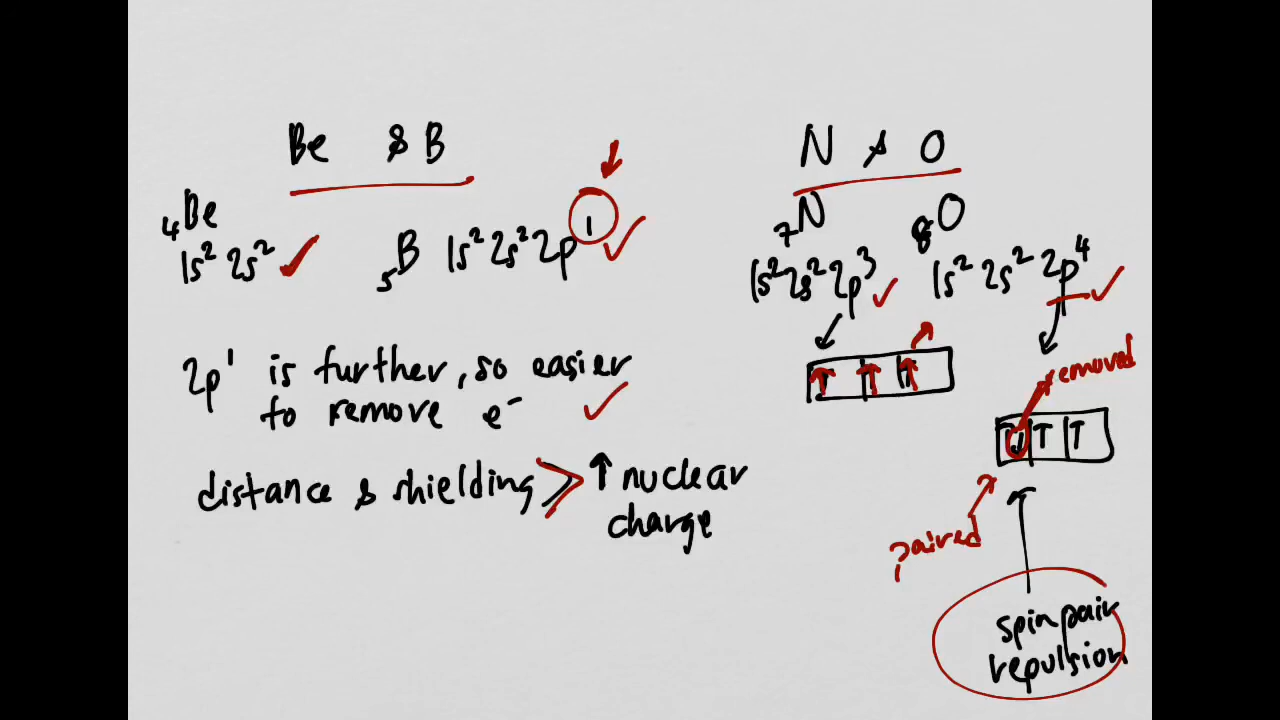 Be & B
₄Be
1s² 2s²
₅B 1s² 2s² 2p¹
2p¹ is further, so easier
to remove e⁻
distance & shielding > ↑ nuclear
charge
N & O
₇N
1s² 2s² 2p³
₈O
1s² 2s² 2p⁴
removed
paired
spin pair
repulsion